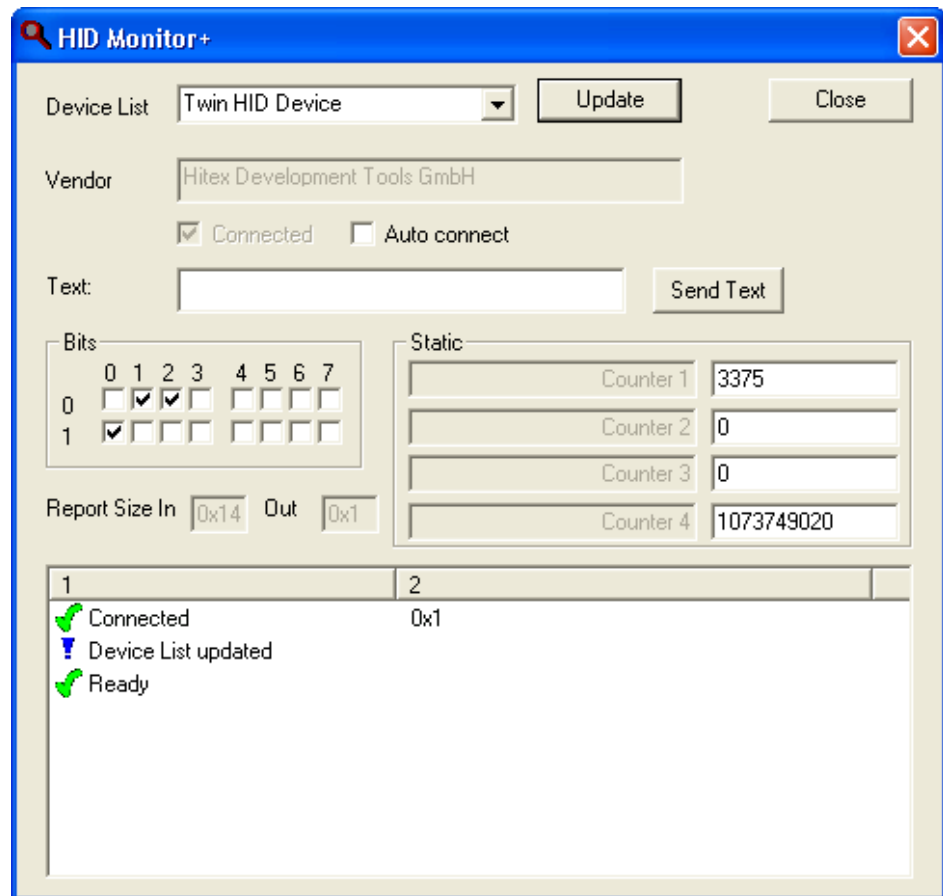 HID Monitor+
Device List Twin HID Device Update Close
Vendor Hitex Development Tools GmbH
Connected Auto connect
Text: Send Text
Bits
0 1 2 3 4 5 6 7
0
1
Report Size In 0x14 Out 0x1
Static
Counter 1 3375
Counter 2 0
Counter 3 0
Counter 4 1073749020
1 2
Connected 0x1
Device List updated
Ready